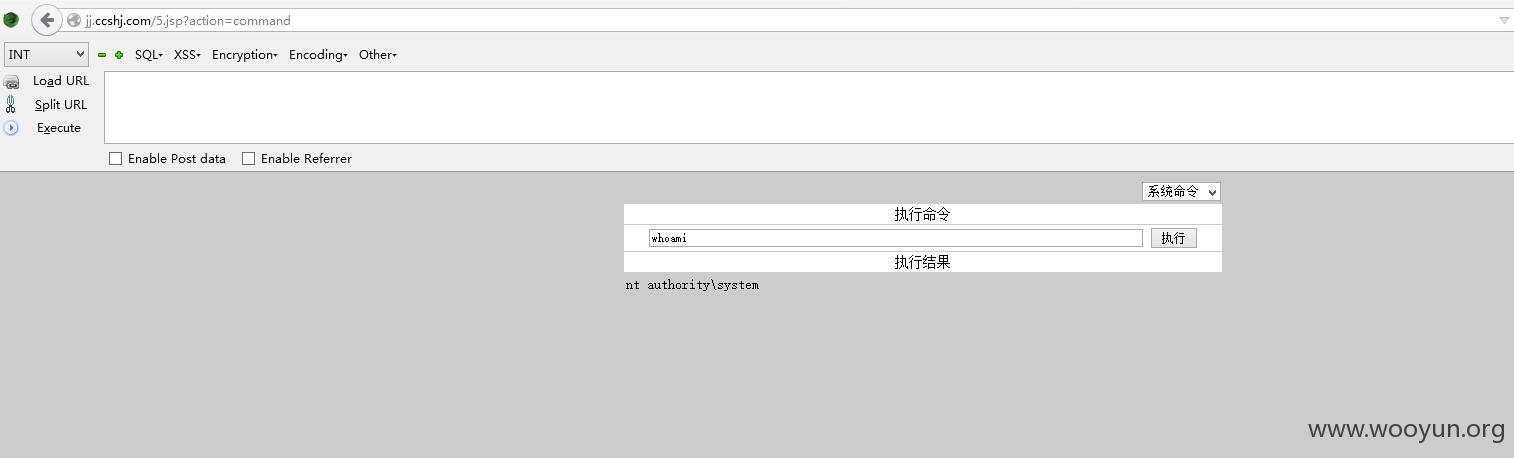 jj.ccshj.com/5.jsp?action=command
INT SQL XSS Encryption Encoding Other
Load URL
Split URL
Execute
Enable Post data Enable Referrer
系统命令
执行命令
whoami 执行
执行结果
nt authority\system
www.wooyun.org